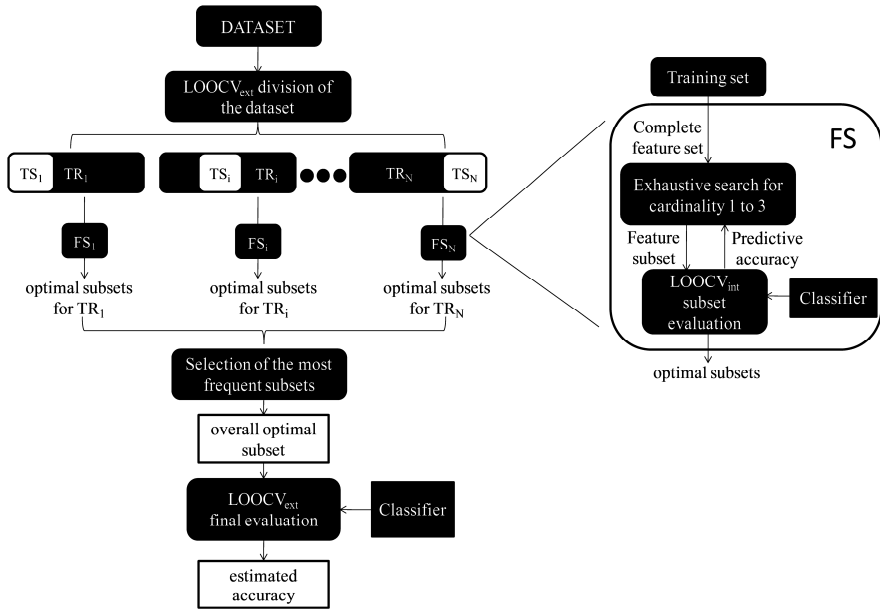 DATASET
LOOCVext division of
the dataset
TS1 TR1
TSi TRi
TRN TSN
FS1
FSi
FSN
optimal subsets
for TR1
optimal subsets
for TRi
optimal subsets
for TRN
Selection of the most
frequent subsets
overall optimal
subset
LOOCVext
final evaluation
Classifier
estimated
accuracy
Training set
FS
Complete
feature set
Exhaustive search for
cardinality 1 to 3
Feature
subset
Predictive
accuracy
LOOCVint
subset
evaluation
Classifier
optimal subsets